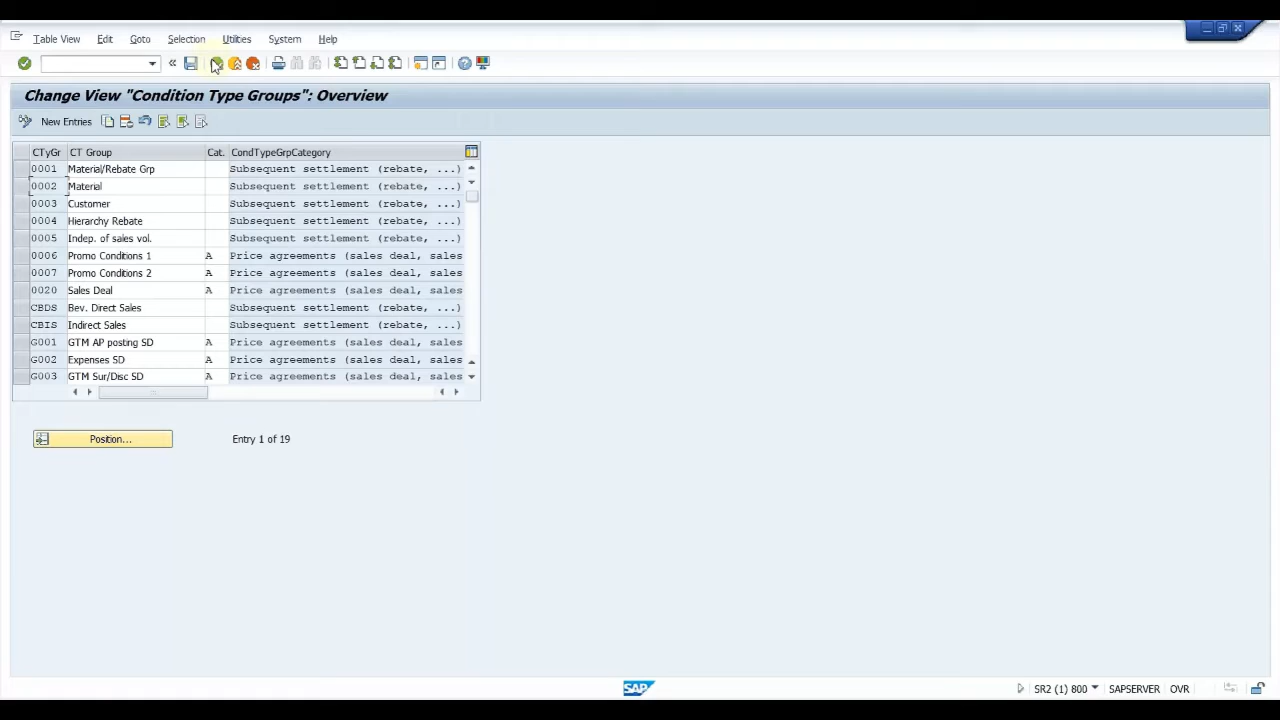 Table View Edit Goto Selection Utilities System Help
Change View "Condition Type Groups": Overview
New Entries
CTyGr CT Group Cat. CondTypeGrpCategory
0001 Material/Rebate Grp Subsequent settlement (rebate, ...)
0002 Material Subsequent settlement (rebate, ...)
0003 Customer Subsequent settlement (rebate, ...)
0004 Hierarchy Rebate Subsequent settlement (rebate, ...)
0005 Indep. of sales vol. Subsequent settlement (rebate, ...)
0006 Promo Conditions 1 A Price agreements (sales deal, sales
0007 Promo Conditions 2 A Price agreements (sales deal, sales
0020 Sales Deal A Price agreements (sales deal, sales
CBDS Bev. Direct Sales Subsequent settlement (rebate, ...)
CBIS Indirect Sales Subsequent settlement (rebate, ...)
G001 GTM AP posting SD A Price agreements (sales deal, sales
G002 Expenses SD A Price agreements (sales deal, sales
G003 GTM Sur/Disc SD A Price agreements (sales deal, sales
Position... Entry 1 of 19
SAP SR2 (1) 800 SAPSERVER OVR